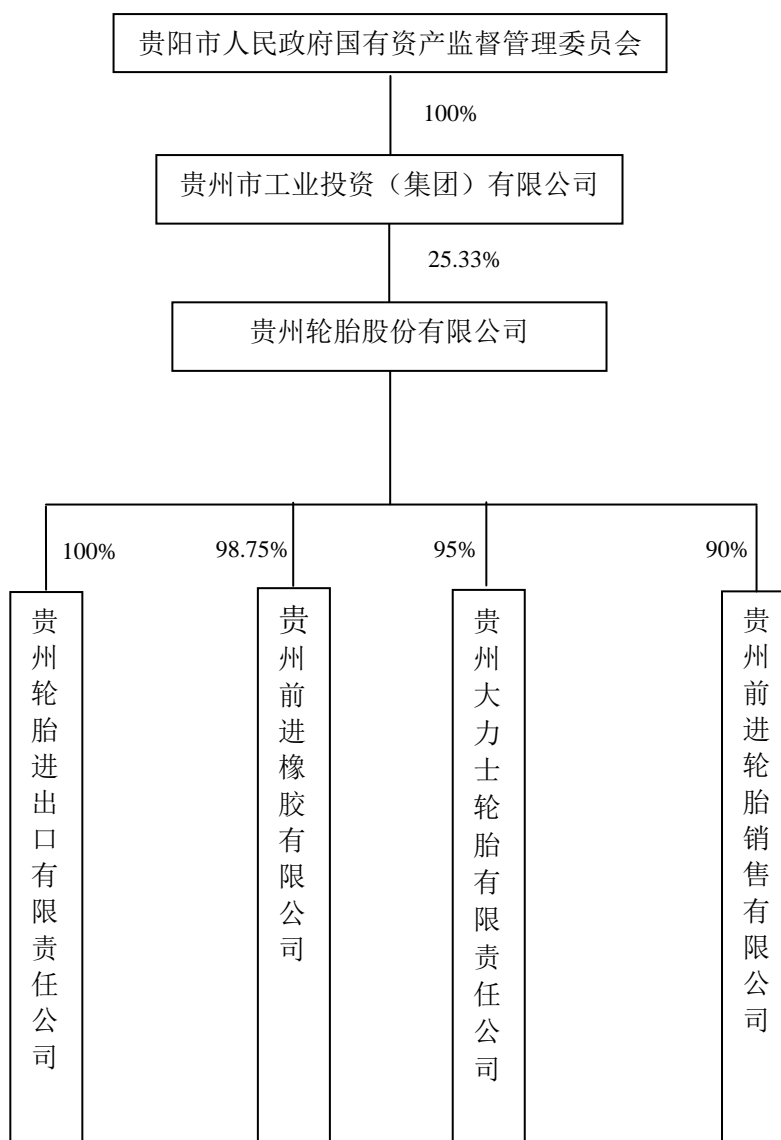 贵阳市人民政府国有资产监督管理委员会
100%
贵州市工业投资（集团）有限公司
25.33%
贵州轮胎股份有限公司
100%
98.75%
95%
90%
贵州轮胎进出口有限责任公司
贵州前进橡胶有限公司
贵州大力士轮胎有限责任公司
贵州前进轮胎销售有限公司